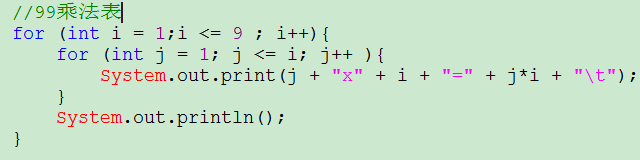 //99乘法表
for (int i = 1;i <= 9 ; i++){
    for (int j = 1; j <= i; j++ ){
        System.out.print(j + "x" + i + "=" + j*i + "\t");
    }
    System.out.println();
}